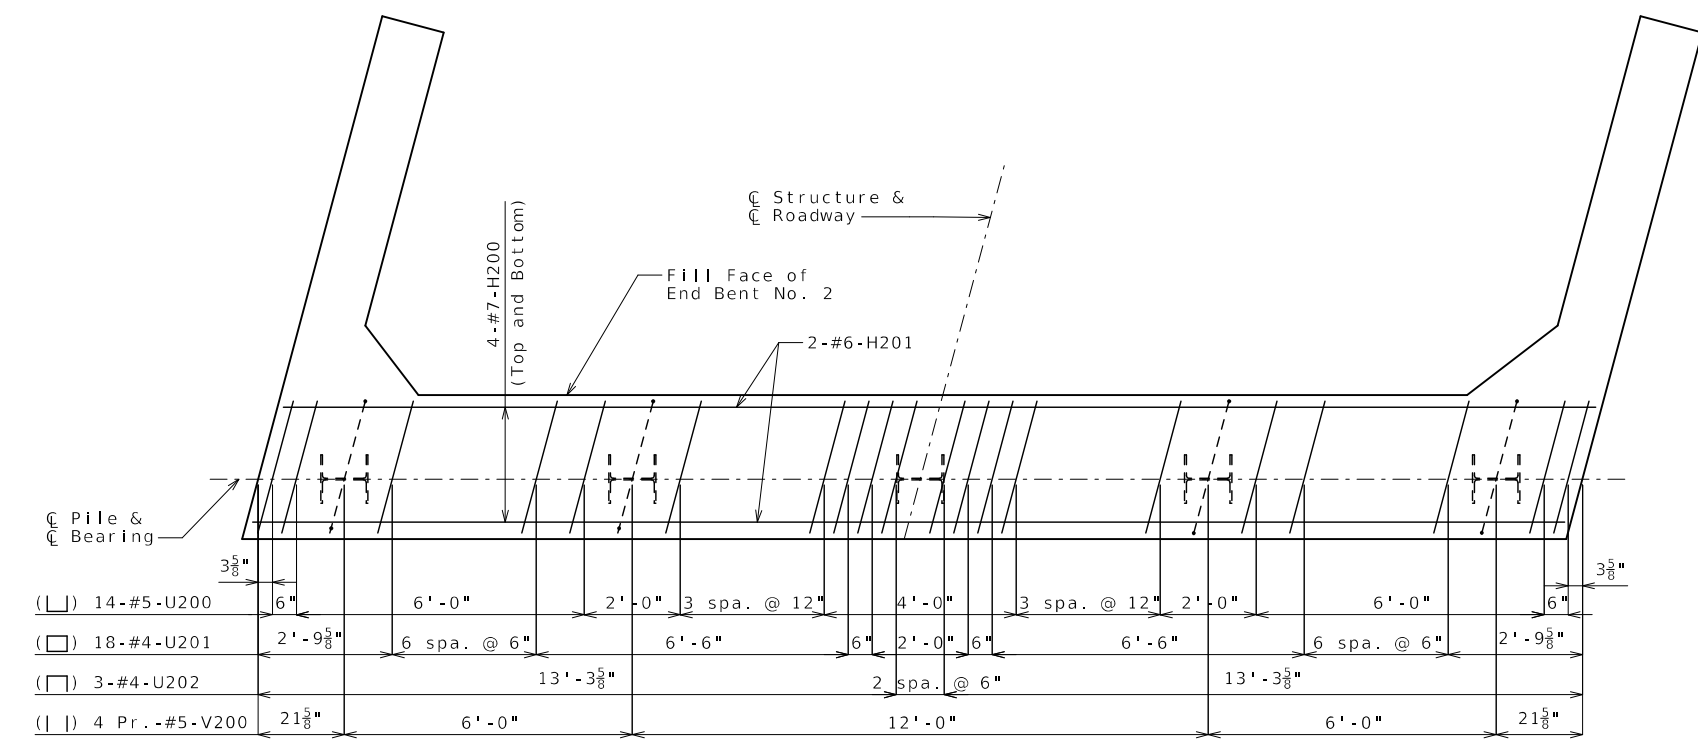 ℄ Structure &
℄ Roadway
4-#7-H200
(Top and Bottom)
Fill Face of
End Bent No. 2
2-#6-H201
℄ Pile &
℄ Bearing
3⅝"
3⅝"
(⊔) 14-#5-U200 6" 6'-0" 2'-0" 3 spa. @ 12" 4'-0" 3 spa. @ 12" 2'-0" 6'-0" 6"
(□) 18-#4-U201 2'-9⅝" 6 spa. @ 6" 6'-6" 6" 2'-0" 6" 6'-6" 6 spa. @ 6" 2'-9⅝"
(⊓) 3-#4-U202 13'-3⅝" 2 spa. @ 6" 13'-3⅝"
(| |) 4 Pr.-#5-V200 21⅝" 6'-0" 12'-0" 6'-0" 21⅝"